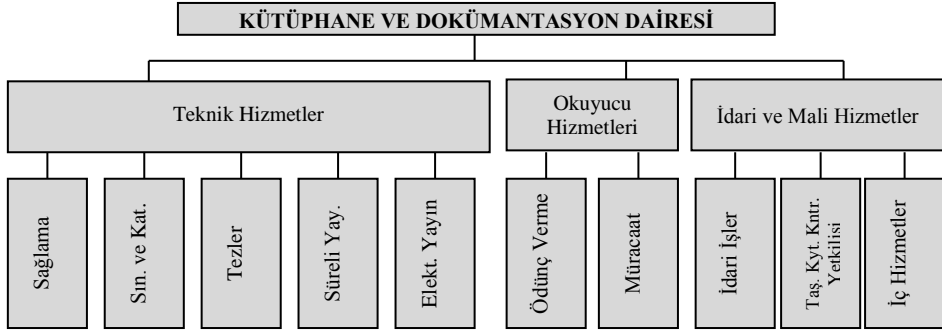 KÜTÜPHANE VE DOKÜMANTASYON DAİRESİ
Teknik Hizmetler
Okuyucu
Hizmetleri
İdari ve Mali Hizmetler
Sağlama
Sın. ve Kat.
Tezler
Süreli Yay.
Elekt. Yayın
Ödünç Verme
Müracaat
İdari İşler
Taş. Kyt. Kntr.
Yetkilisi
İç Hizmetler